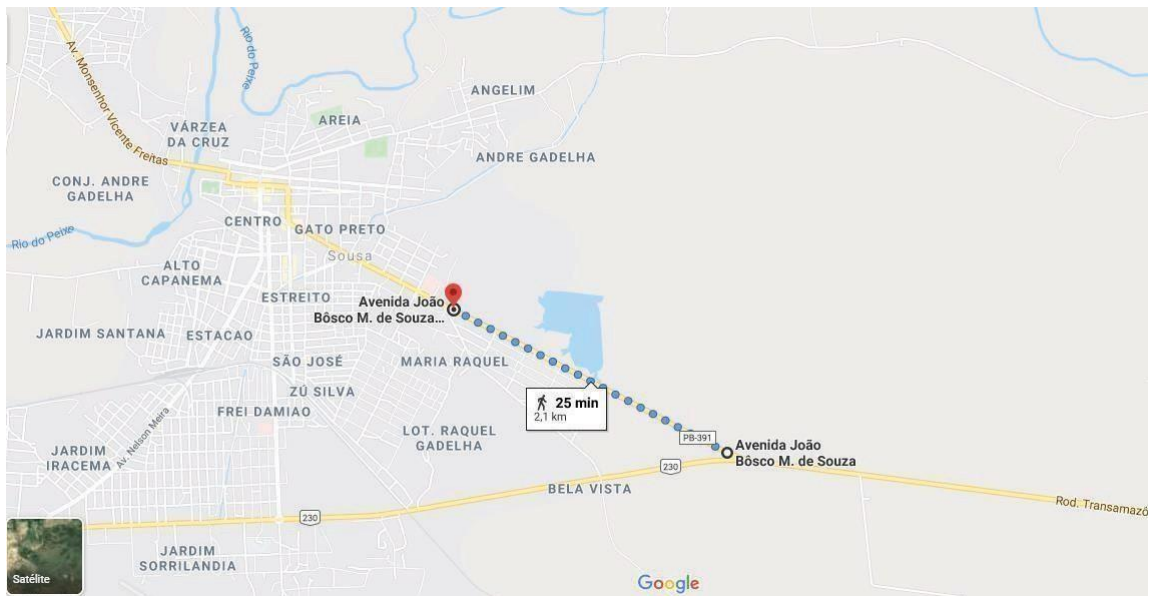 Av. Monsenhor Vicente Freitas
Rio do Peixe
ANGELIM
AREIA
VÁRZEA
DA CRUZ
ANDRE GADELHA
CONJ. ANDRE
GADELHA
CENTRO
GATO PRETO
Rio do Peixe
Sousa
ALTO
CAPANEMA
ESTREITO
Avenida João
Bôsco M. de Souza...
JARDIM SANTANA
ESTACAO
SÃO JOSÉ
MARIA RAQUEL
ZÚ SILVA
25 min
2,1 km
FREI DAMIAO
LOT. RAQUEL
GADELHA
PB-391
Avenida João
Bôsco M. de Souza
JARDIM
IRACEMA
Av. Nelson Meira
230
BELA VISTA
Rod. Transamazô
230
JARDIM
SORRILANDIA
Satélite
Google